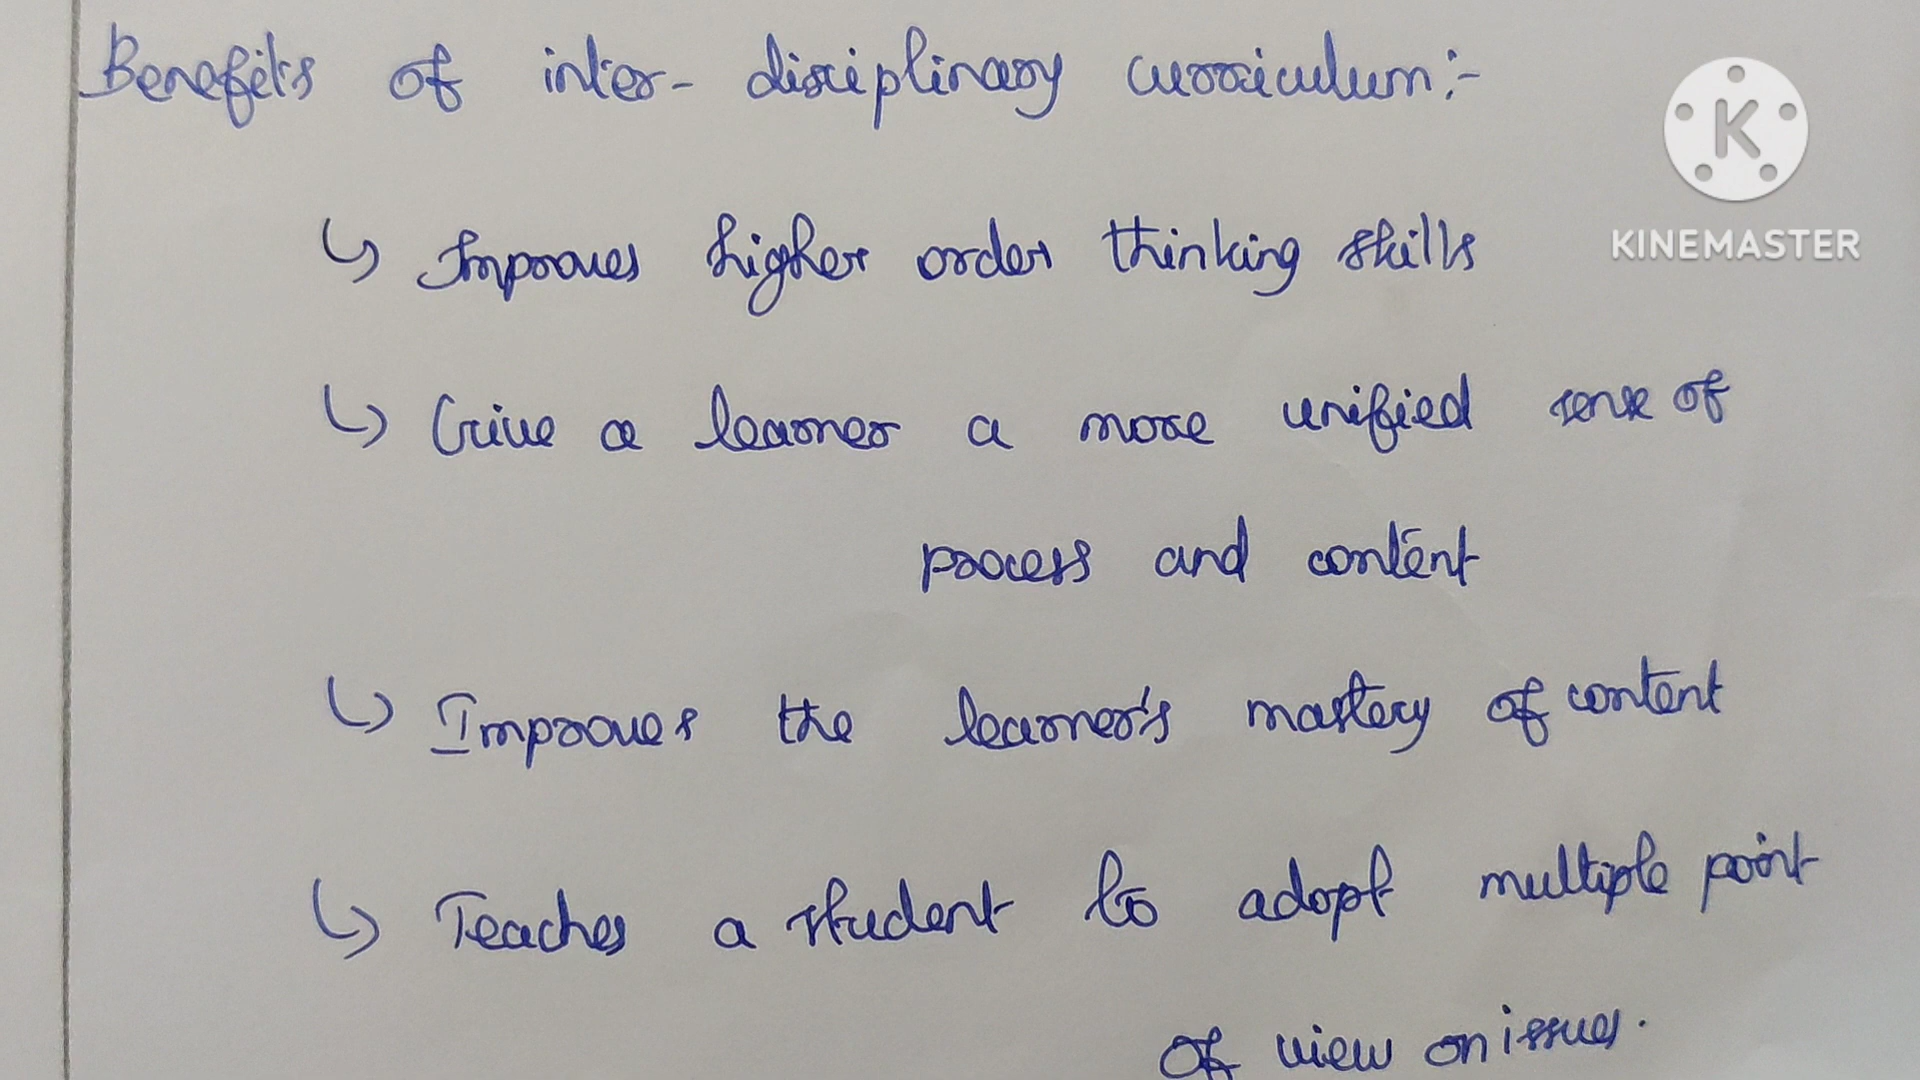 Benefits of inter-disciplinary curriculum:-
K
KINEMASTER
↳ Improves higher order thinking skills
↳ Give a learner a more unified sense of
process and content
↳ Improves the learner's mastery of content
↳ Teaches a student to adopt multiple point
of view on issues.